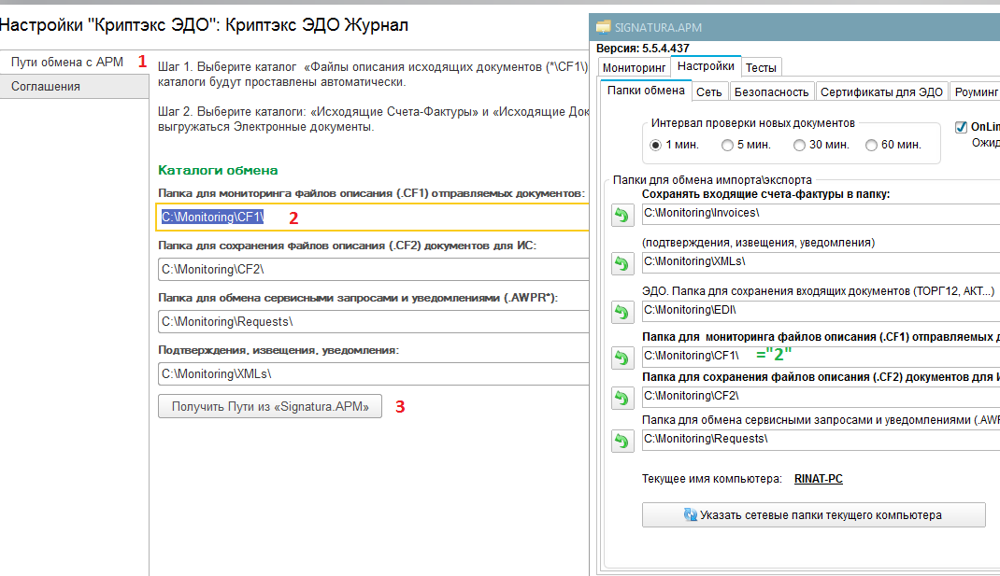 Настройки "Криптэкс ЭДО": Криптэкс ЭДО Журнал
Пути обмена с АРМ 1
Соглашения
Шаг 1. Выберите каталог «Файлы описания исходящих документов (*\CF1\)
каталоги будут проставлены автоматически.
Шаг 2. Выберите каталоги: «Исходящие Счета-Фактуры» и «Исходящие Док
выгружаться Электронные документы.
Каталоги обмена
Папка для мониторинга файлов описания (.CF1) отправляемых документов:
C:\Monitoring\CF1\ 2
Папка для сохранения файлов описания (.CF2) документов для ИС:
C:\Monitoring\CF2\
Папка для обмена сервисными запросами и уведомлениями (.AWPR*):
C:\Monitoring\Requests\
Подтверждения, извещения, уведомления:
C:\Monitoring\XMLs\
Получить Пути из «Signatura.АРМ» 3
SIGNATURA.APM
Версия: 5.5.4.437
Мониторинг Настройки Тесты
Папки обмена Сеть Безопасность Сертификаты для ЭДО Роуминг
Интервал проверки новых документов
1 мин. 5 мин. 30 мин. 60 мин.
OnLin
Ожид
Папки для обмена импорта\экспорта
Сохранять входящие счета-фактуры в папку:
C:\Monitoring\Invoices\
(подтверждения, извещения, уведомления)
C:\Monitoring\XMLs\
ЭДО. Папка для сохранения входящих документов (ТОРГ12, АКТ...)
C:\Monitoring\EDI\
Папка для мониторинга файлов описания (.CF1) отправляемых д
C:\Monitoring\CF1\ ="2"
Папка для сохранения файлов описания (.CF2) документов для И
C:\Monitoring\CF2\
Папка для обмена сервисными запросами и уведомлениями (.AWP
C:\Monitoring\Requests\
Текущее имя компьютера: RINAT-PC
Указать сетевые папки текущего компьютера